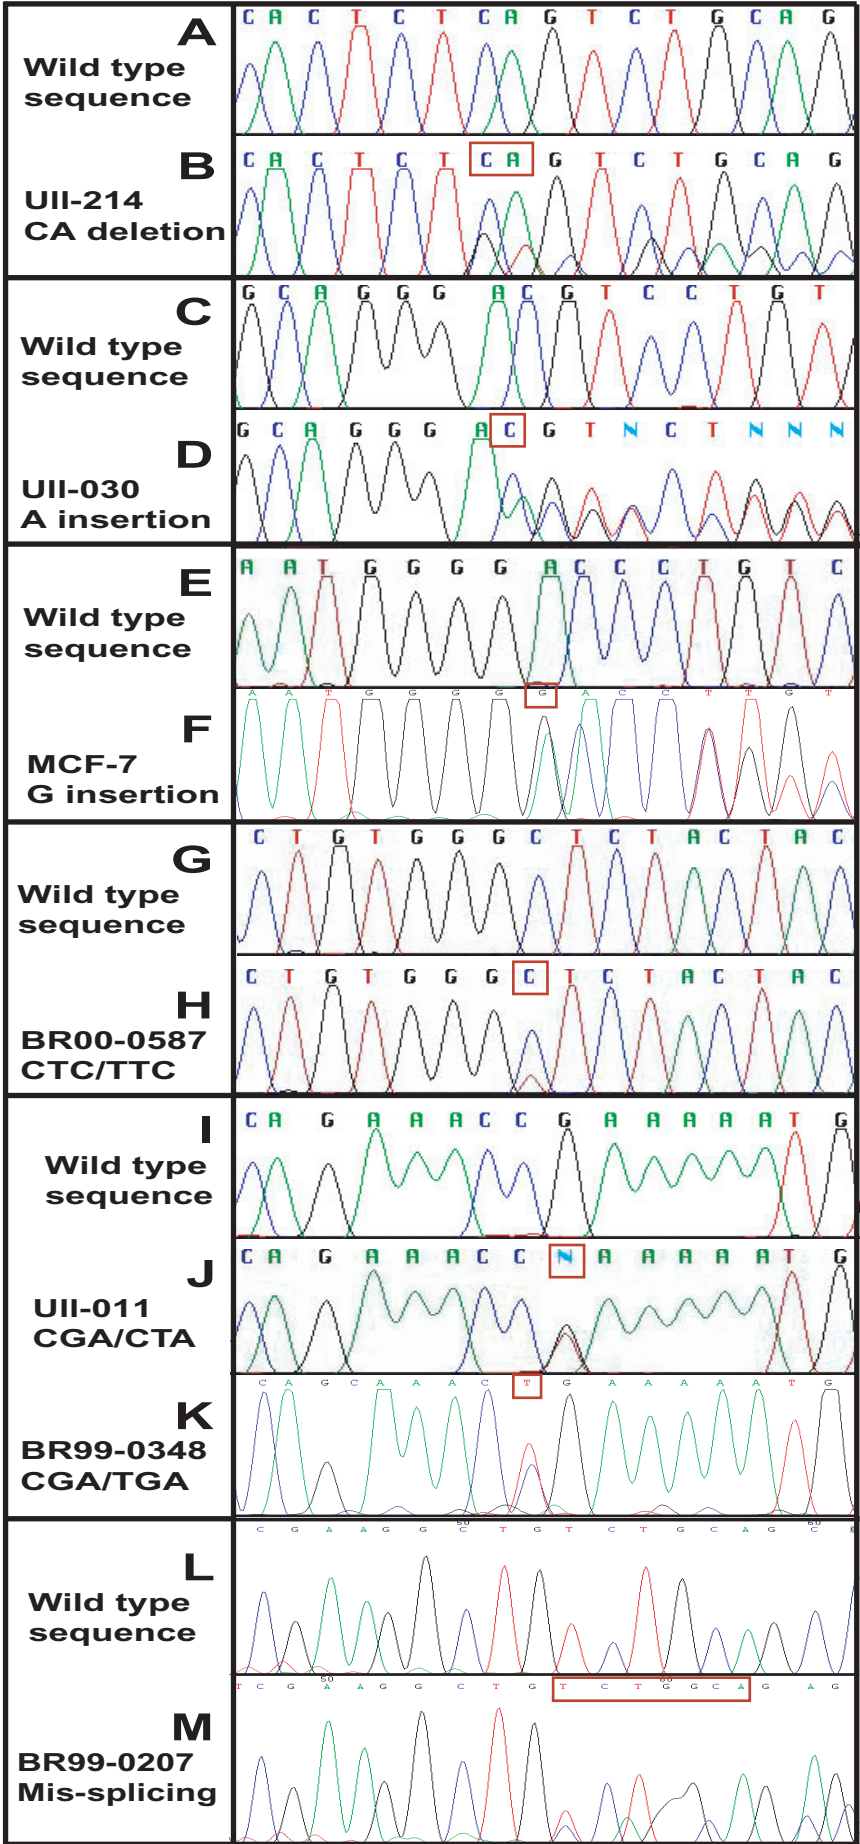 A
Wild type
sequence
C A C T C T C A G T C T G C A G
B
UII-214
CA deletion
C A C T C T C A G T C T G C A G
C
Wild type
sequence
G C A G G G A C G T C C T G T
D
UII-030
A insertion
G C A G G G A C G T N C T N N N
E
Wild type
sequence
A A T G G G G A C C C T G T C
F
MCF-7
G insertion
A A T G G G G G A C C T T G T
G
Wild type
sequence
C T G T G G G C T C T A C T A C
H
BR00-0587
CTC/TTC
C T G T G G G C T C T A C T A C
I
Wild type
sequence
C A G A A A C C G A A A A A T G
J
UII-011
CGA/CTA
C A G A A A C C N A A A A A T G
K
BR99-0348
CGA/TGA
C A G C A A A C T G A A A A A T G
L
Wild type
sequence
C G A A G G C T G T C T G C A G C
M
BR99-0207
Mis-splicing
T C G A A G G C T G T C T G G C A G A G